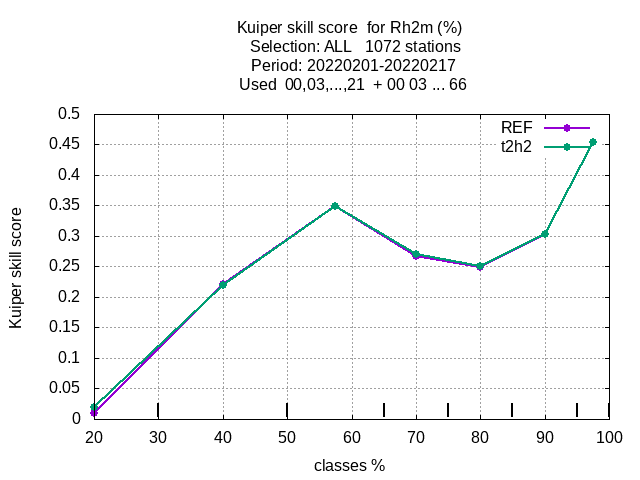 Kuiper skill score  for Rh2m (%)
Selection: ALL   1072 stations
Period: 20220201-20220217
Used  00,03,...,21  + 00 03 ... 66
REF
t2h2
0.5
0.45
0.4
0.35
0.3
0.25
0.2
0.15
0.1
0.05
0
Kuiper skill score
20 30 40 50 60 70 80 90 100
classes %